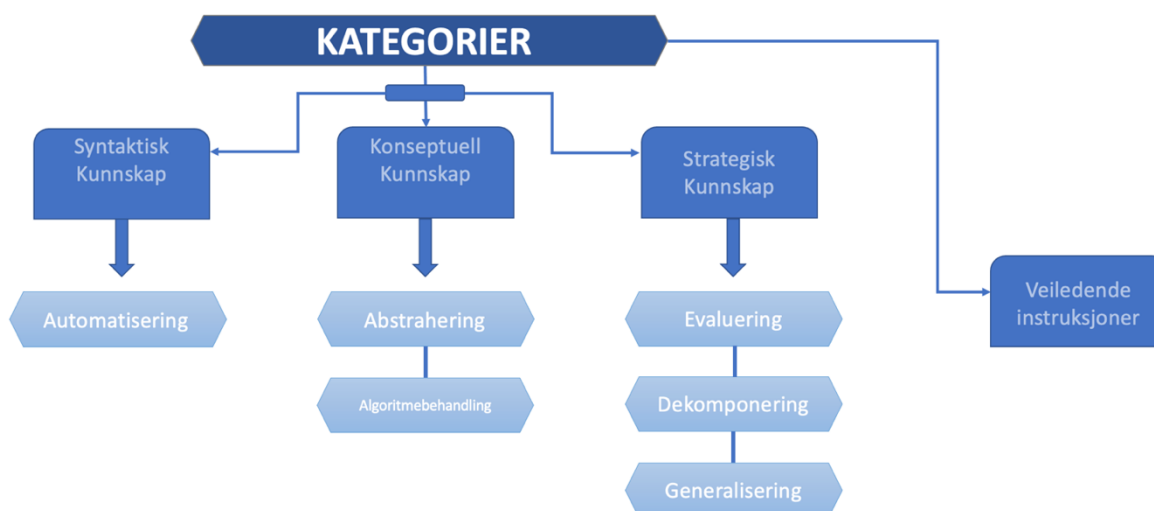 KATEGORIER
Syntaktisk
Kunnskap
Konseptuell
Kunnskap
Strategisk
Kunnskap
Veiledende
instruksjoner
Automatisering
Abstrahering
Evaluering
Algoritmebehandling
Dekomponering
Generalisering